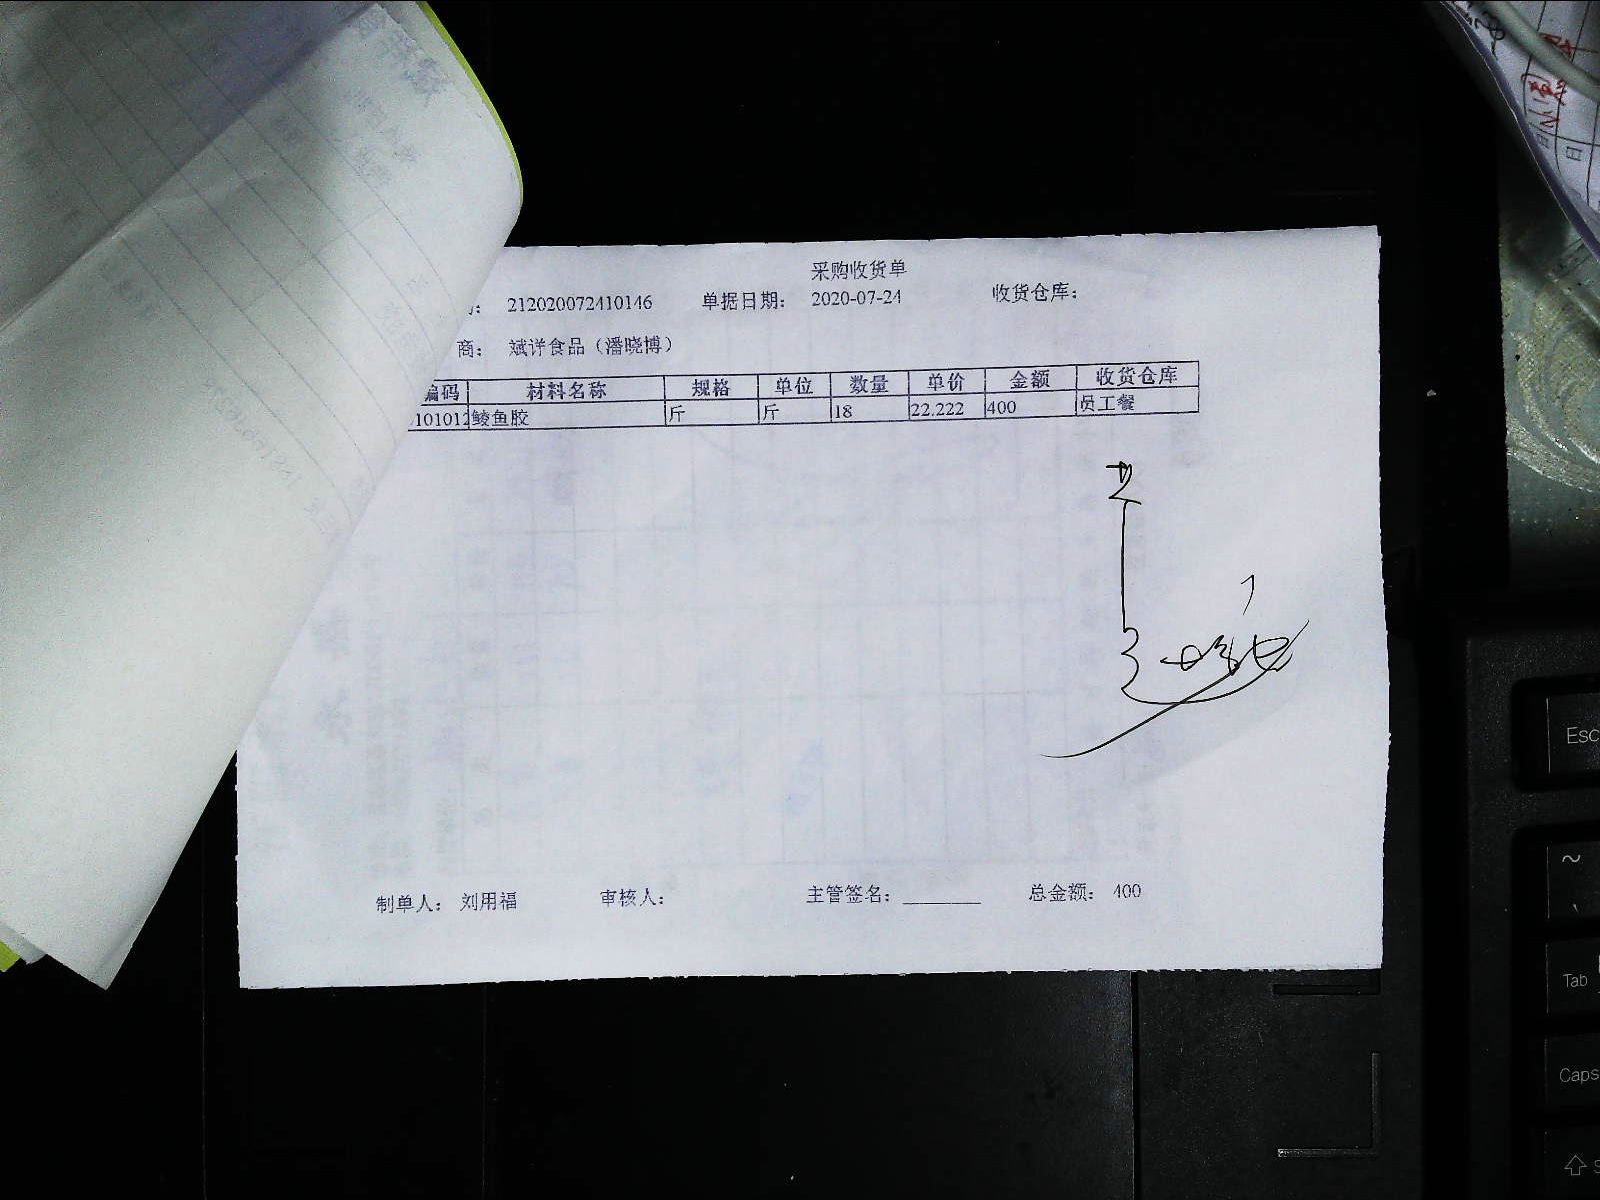 采购收货单
: 212020072410146 单据日期: 2020-07-24 收货仓库:
商: 斌详食品（潘晓博）
编码 材料名称 规格 单位 数量 单价 金额 收货仓库
101012 鲮鱼胶 斤 斤 18 22.222 400 员工餐
制单人: 刘用福 审核人: 主管签名: ________ 总金额: 400
Esc
~
Tab
Caps